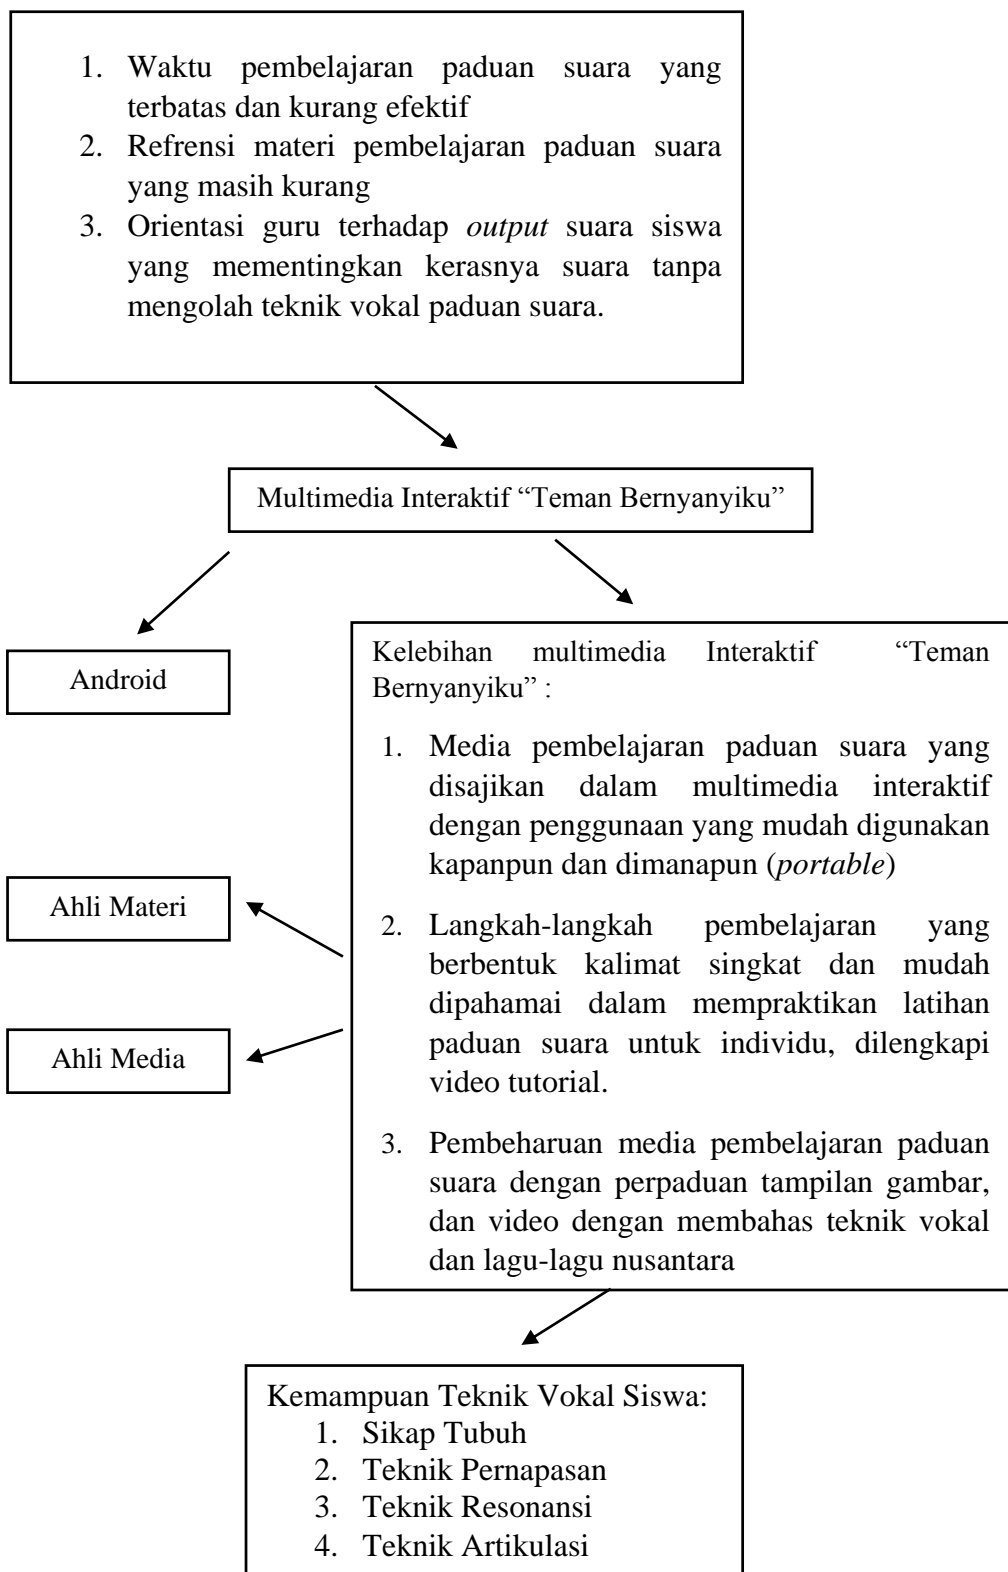 1. Waktu pembelajaran paduan suara yang
terbatas dan kurang efektif
2. Refrensi materi pembelajaran paduan suara
yang masih kurang
3. Orientasi guru terhadap output suara siswa
yang mementingkan kerasnya suara tanpa
mengolah teknik vokal paduan suara.
Multimedia Interaktif “Teman Bernyanyiku”
Android
Kelebihan multimedia Interaktif “Teman
Bernyanyiku” :
1. Media pembelajaran paduan suara yang
disajikan dalam multimedia interaktif
dengan penggunaan yang mudah digunakan
kapanpun dan dimanapun (portable)
2. Langkah-langkah pembelajaran yang
berbentuk kalimat singkat dan mudah
dipahamai dalam mempraktikan latihan
paduan suara untuk individu, dilengkapi
video tutorial.
3. Pembeharuan media pembelajaran paduan
suara dengan perpaduan tampilan gambar,
dan video dengan membahas teknik vokal
dan lagu-lagu nusantara
Ahli Materi
Ahli Media
Kemampuan Teknik Vokal Siswa:
1. Sikap Tubuh
2. Teknik Pernapasan
3. Teknik Resonansi
4. Teknik Artikulasi